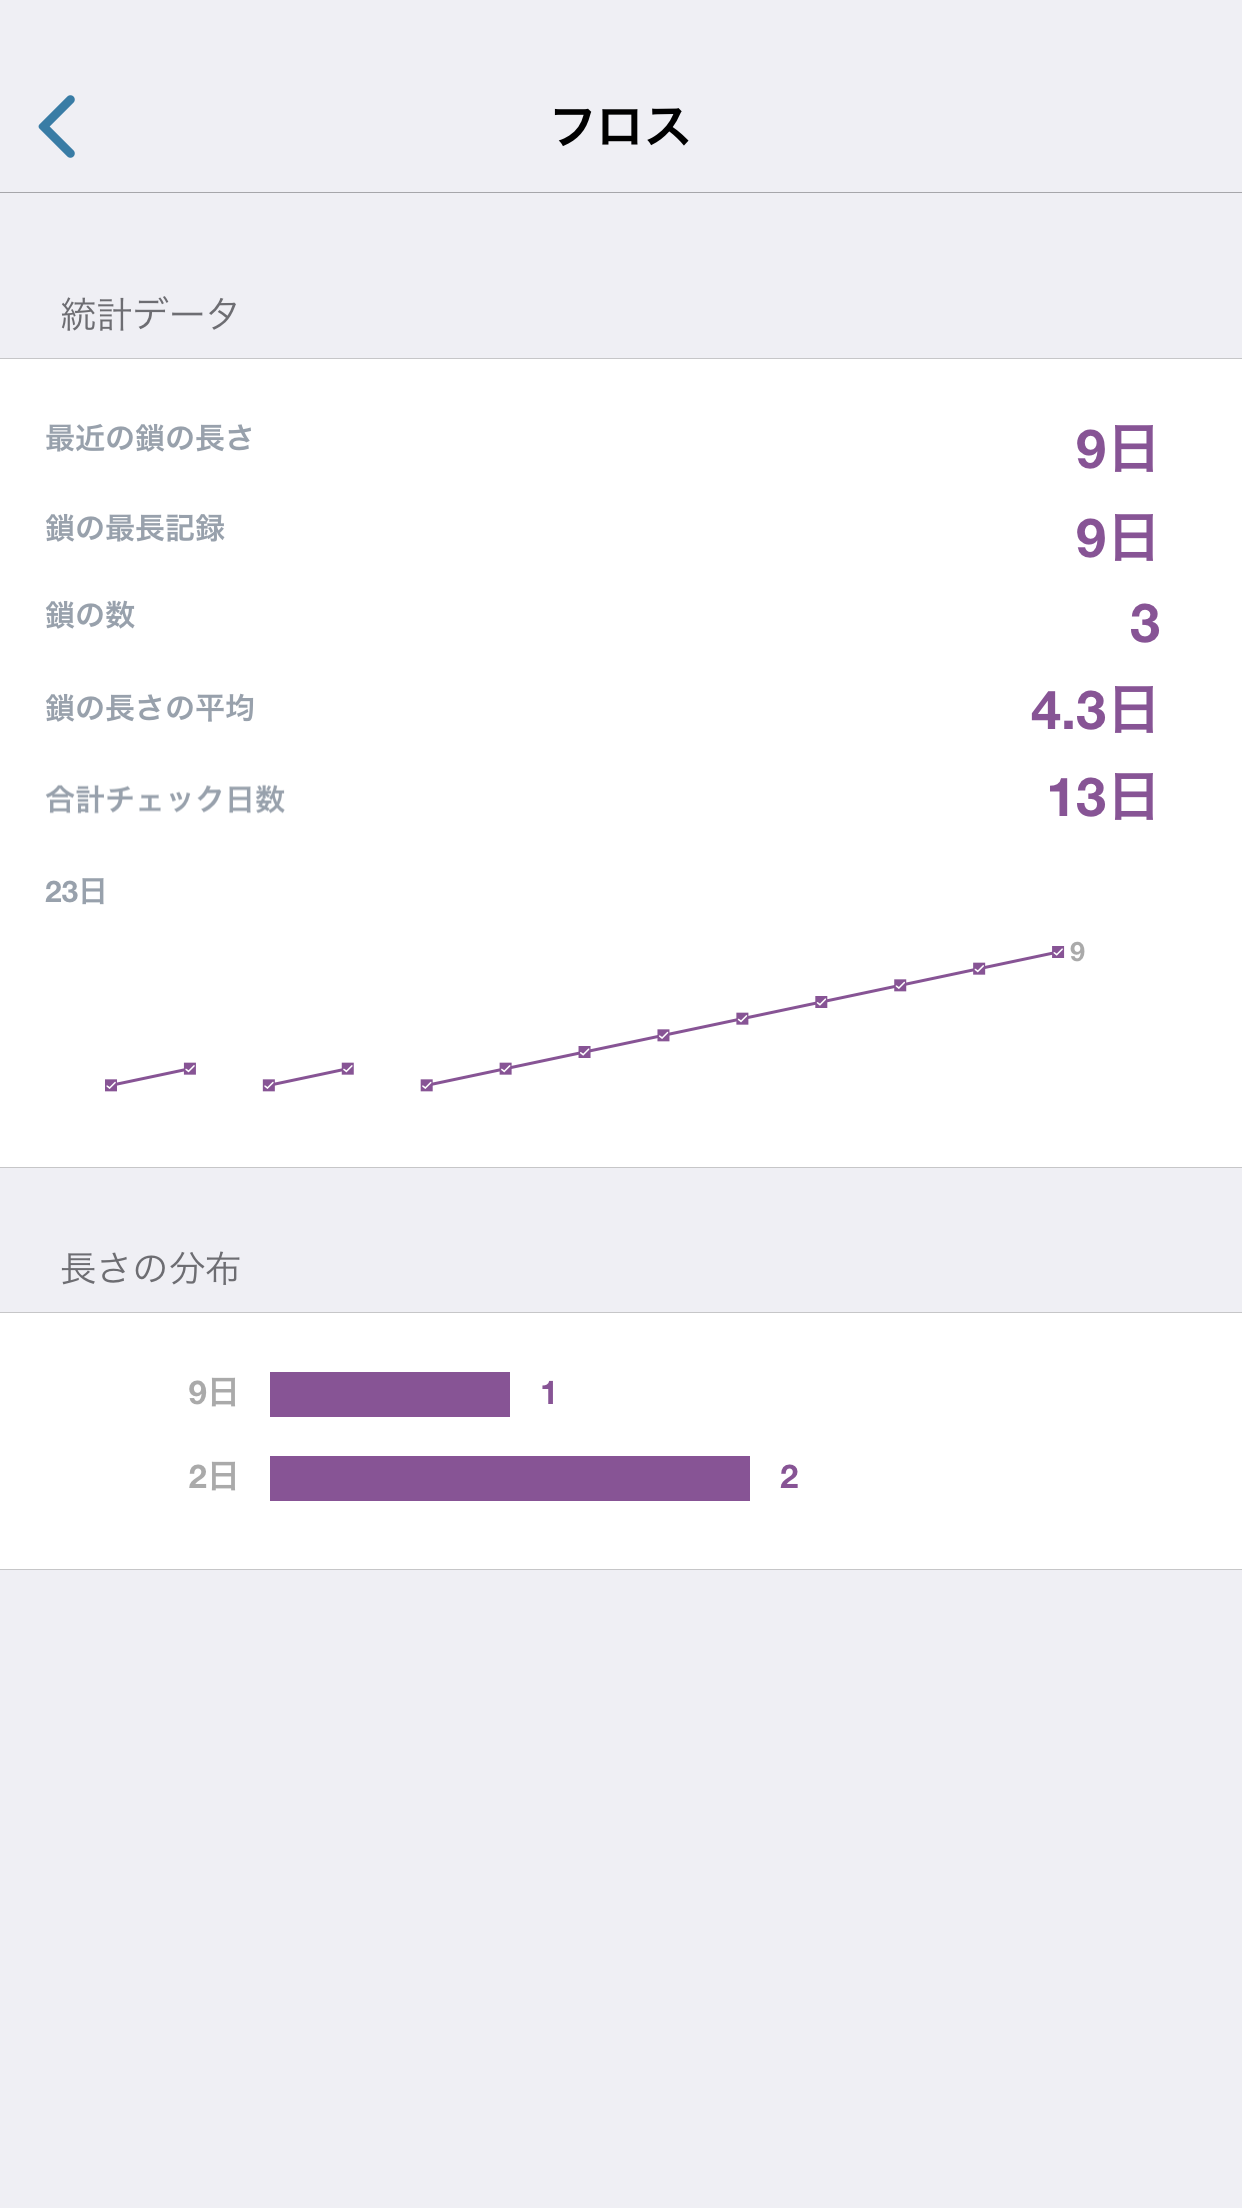 フロス
統計データ
最近の鎖の長さ 9日
鎖の最長記録 9日
鎖の数 3
鎖の長さの平均 4.3日
合計チェック日数 13日
23日
9
長さの分布
9日 1
2日 2